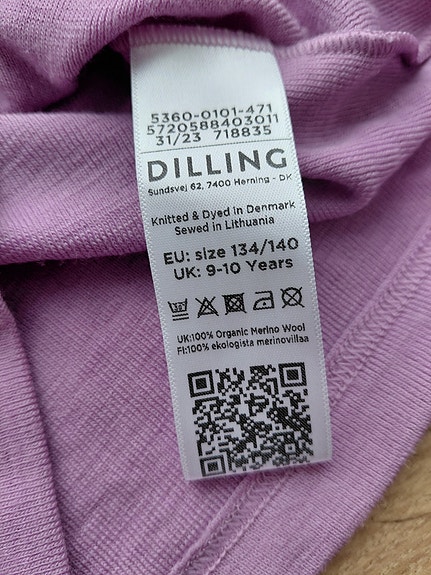 5360-0101-471
5720588403011
31/23 718835
DILLING
Sundsvej 62, 7400 Herning - DK
Knitted & Dyed in Denmark
Sewed in Lithuania
EU: size 134/140
UK: 9-10 Years
UK:100% Organic Merino Wool
FI:100% ekologista merinovillaa